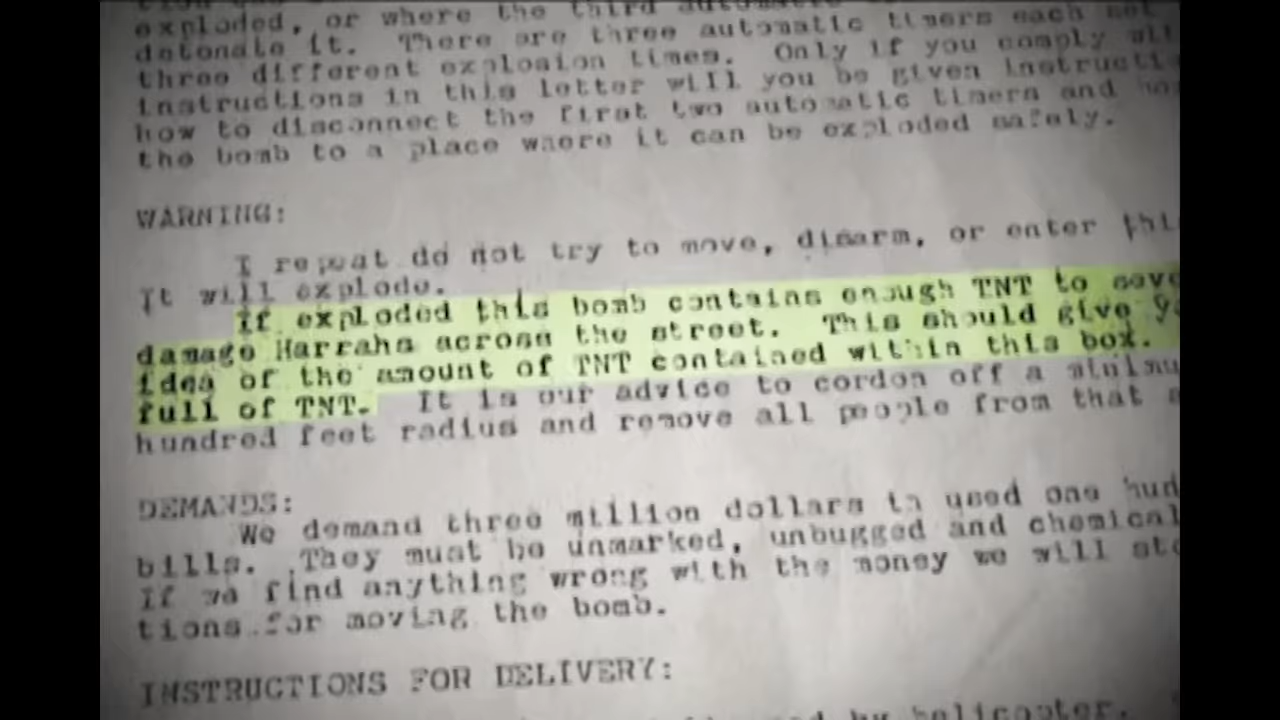 exploded, or where the third automatic
detonate it. There are three automatic timers each set
three different explosion times. Only if you comply
instructions in this letter will you be given
how to disconnect the first two automatic timers and
the bomb to a place where it can be exploded safely.
WARNING:
I repeat do not try to move, disarm, or enter
It will explode.
If exploded this bomb contains enough TNT to
damage Harrahs across the street. This should give
idea of the amount of TNT contained within this box.
full of TNT. It is our advice to cordon off a
hundred feet radius and remove all people from that
DEMANDS:
We demand three million dollars in used one
bills. They must be unmarked, unbugged and
If we find anything wrong with the money we will
tions for moving the bomb.
INSTRUCTIONS FOR DELIVERY:
by helicopter.